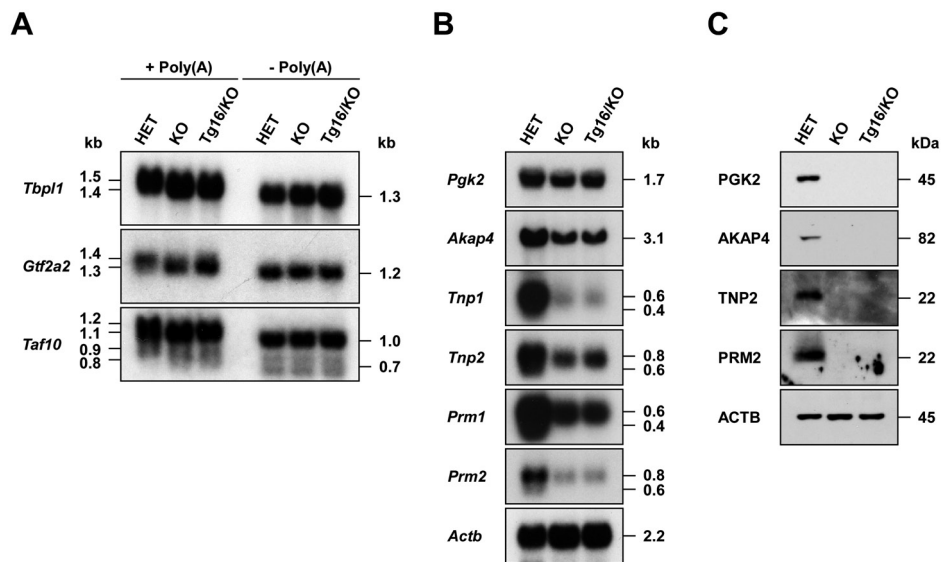 A
+ Poly(A) - Poly(A)
HET KO Tg16/KO HET KO Tg16/KO
kb kb
Tbpl1 1.5 1.4 1.3
Gtf2a2 1.4 1.3 1.2
Taf10 1.2 1.1 0.9 0.8 1.0 0.7
B
HET KO Tg16/KO
kb
Pgk2 1.7
Akap4 3.1
Tnp1 0.6 0.4
Tnp2 0.8 0.6
Prm1 0.6 0.4
Prm2 0.8 0.6
Actb 2.2
C
HET KO Tg16/KO
kDa
PGK2 45
AKAP4 82
TNP2 22
PRM2 22
ACTB 45